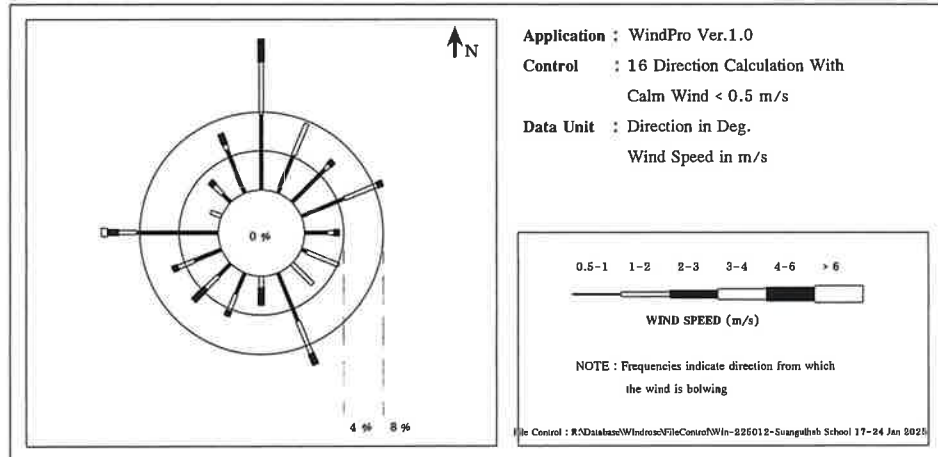 N
0 %
4 % 8 %
Application : WindPro Ver.1.0
Control : 16 Direction Calculation With
Calm Wind < 0.5 m/s
Data Unit : Direction in Deg.
Wind Speed in m/s
0.5-1 1-2 2-3 3-4 4-6 > 6
WIND SPEED (m/s)
NOTE : Frequencies indicate direction from which
the wind is bolwing
File Control : R:\Database\Windrose\FileControl\Win-225012-Suangulhab School 17-24 Jan 2025